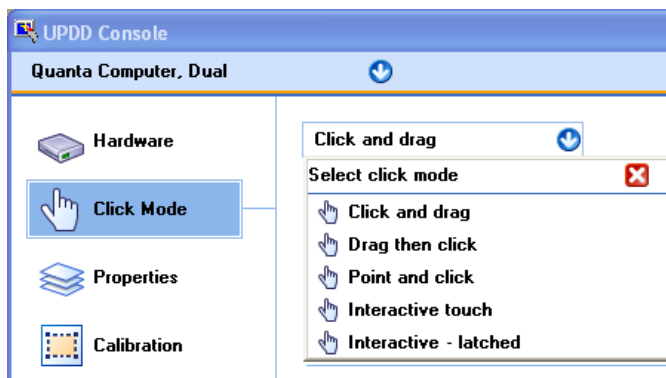 UPDD Console
Quanta Computer, Dual
Hardware
Click Mode
Properties
Calibration
Click and drag
Select click mode
Click and drag
Drag then click
Point and click
Interactive touch
Interactive - latched